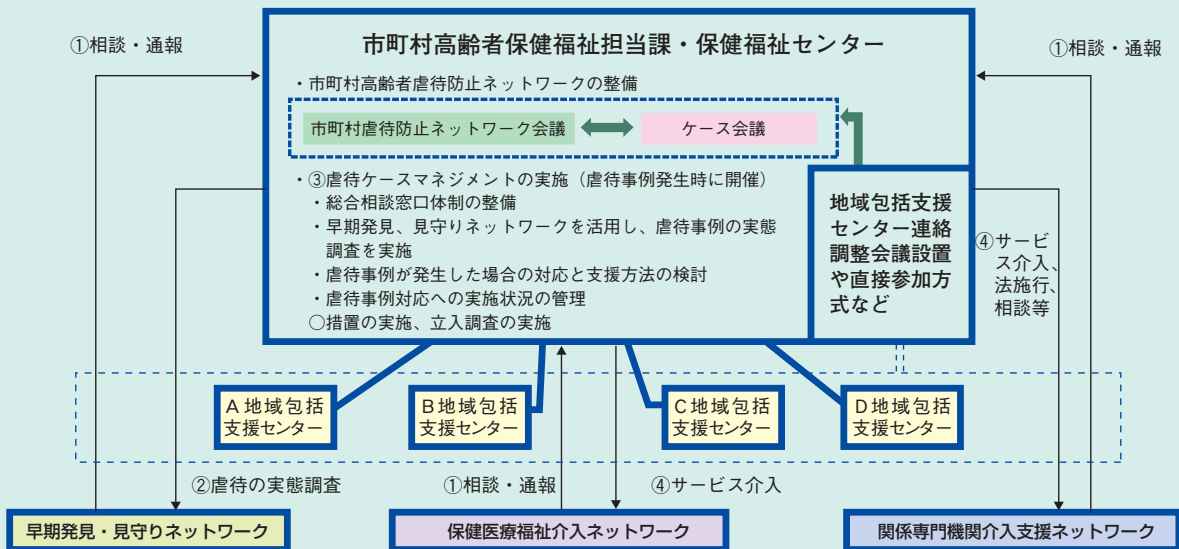 市町村高齢者保健福祉担当課・保健福祉センター
①相談・通報
①相談・通報
・市町村高齢者虐待防止ネットワークの整備
市町村虐待防止ネットワーク会議
ケース会議
・③虐待ケースマネジメントの実施（虐待事例発生時に開催）
・総合相談窓口体制の整備
・早期発見、見守りネットワークを活用し、虐待事例の実態
調査を実施
・虐待事例が発生した場合の対応と支援方法の検討
・虐待事例対応への実施状況の管理
○措置の実施、立入調査の実施
地域包括支援
センター連絡
調整会議設置
や直接参加方
式など
④サービ
ス介入、
法施行、
相談等
A地域包括
支援センター
B地域包括
支援センター
C地域包括
支援センター
D地域包括
支援センター
②虐待の実態調査
①相談・通報
④サービス介入
早期発見・見守りネットワーク
保健医療福祉介入ネットワーク
関係専門機関介入支援ネットワーク